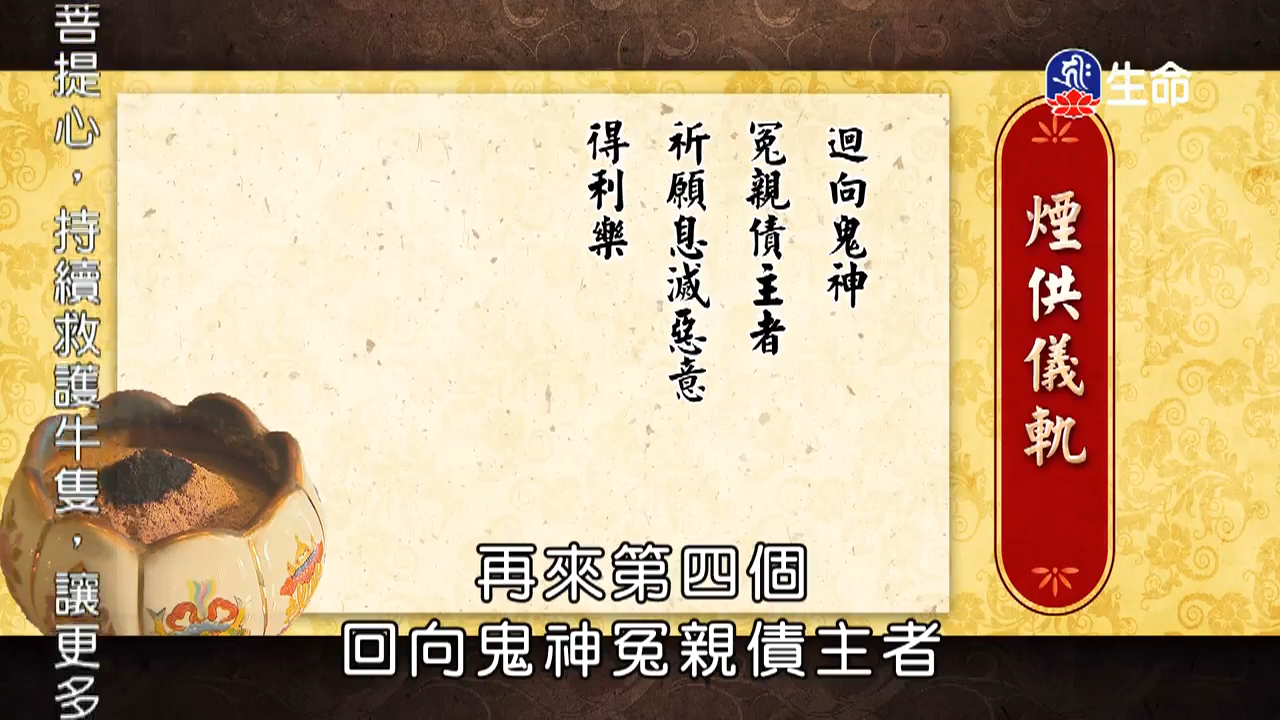 生命
煙供儀軌
迴向鬼神
冤親債主者
祈願息滅惡意
得利樂
菩提心，持續救護牛隻，讓更多
再來第四個
回向鬼神冤親債主者